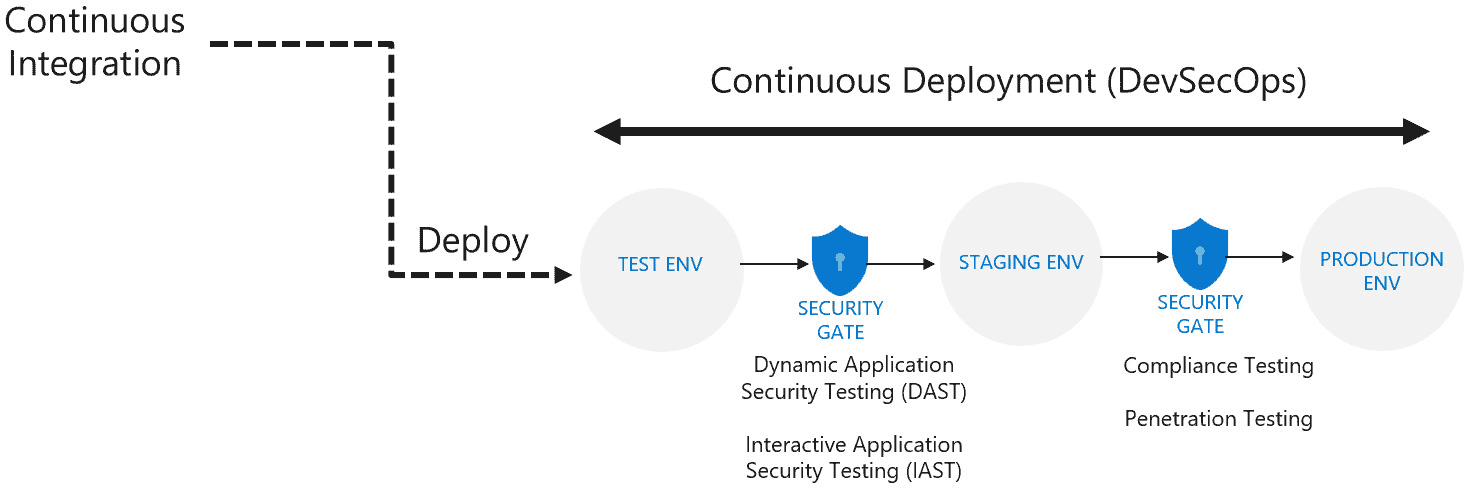 Continuous
Integration
Continuous Deployment (DevSecOps)
Deploy
TEST ENV
SECURITY
GATE
Dynamic Application
Security Testing (DAST)
Interactive Application
Security Testing (IAST)
STAGING ENV
SECURITY
GATE
Compliance Testing
Penetration Testing
PRODUCTION
ENV